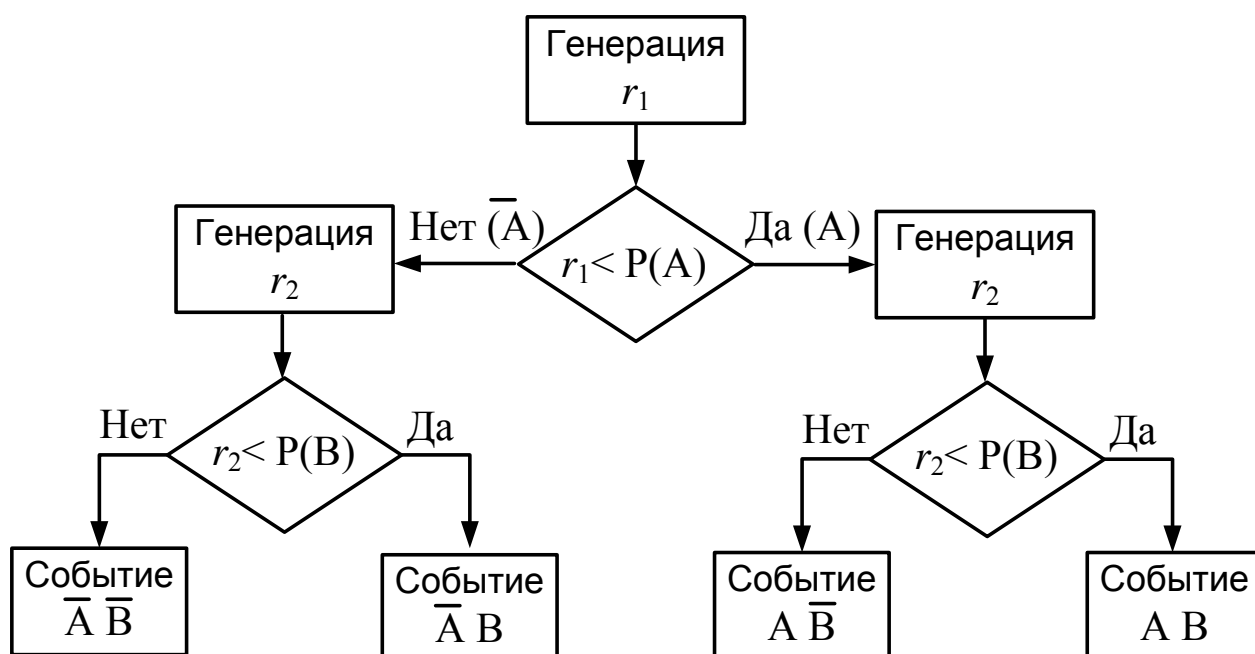 Генерация
r₁
Нет (A̅)
r₁< P(A)
Да (A)
Генерация
r₂
Генерация
r₂
Нет
r₂< P(B)
Да
Нет
r₂< P(B)
Да
Событие
A̅ B̅
Событие
A̅ B
Событие
A B̅
Событие
A B